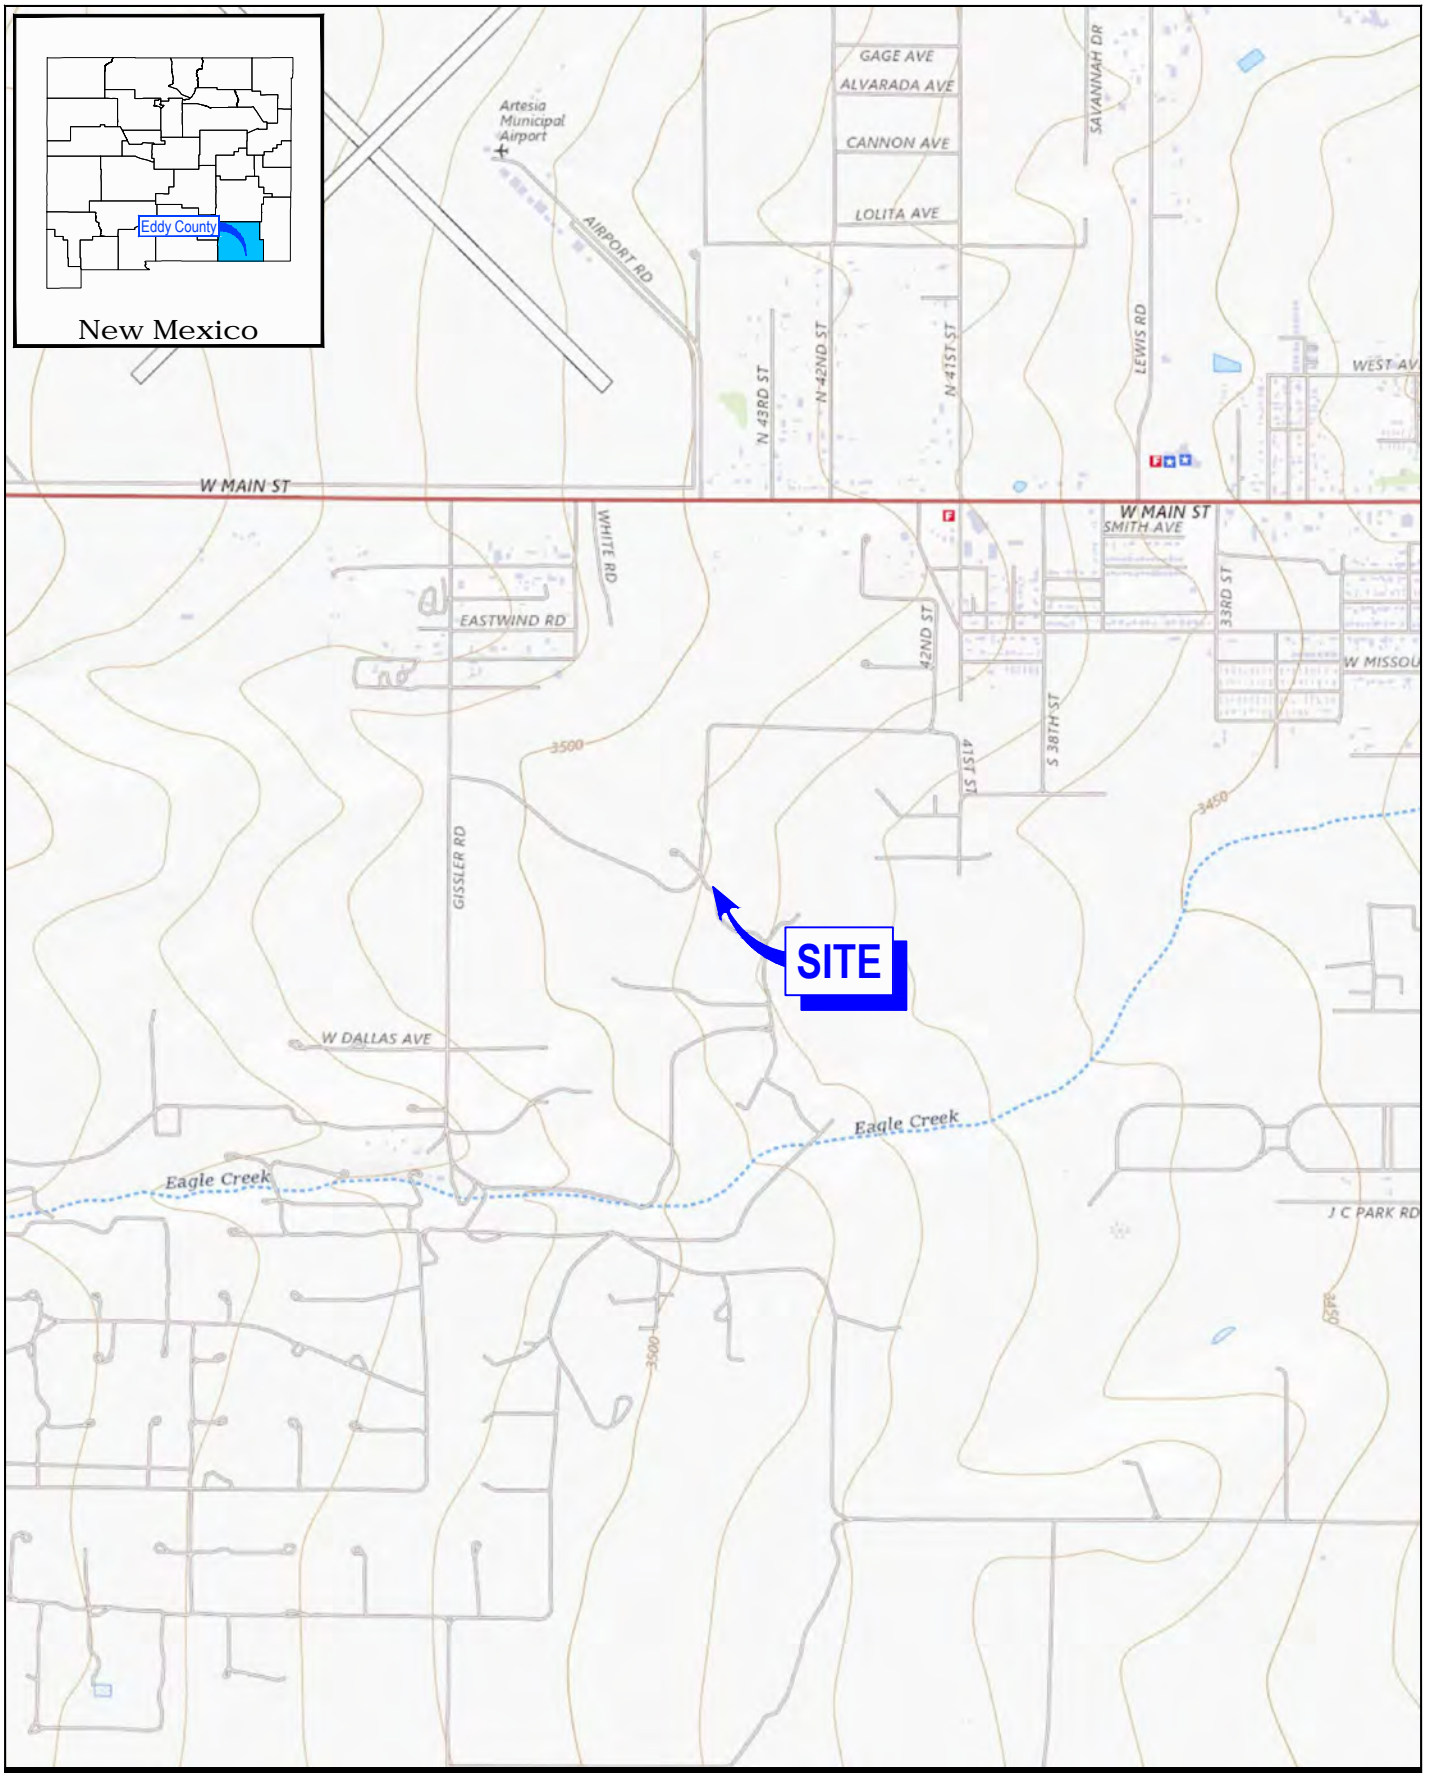 Eddy County
New Mexico
Artesia
Municipal
Airport
AIRPORT RD
GAGE AVE
ALVARADA AVE
CANNON AVE
LOLITA AVE
SAVANNAH DR
LEWIS RD
N 43RD ST
N 42ND ST
N 41ST ST
WEST AV
F
W MAIN ST
F
W MAIN ST
SMITH AVE
WHITE RD
EASTWIND RD
42ND ST
33RD ST
W MISSOU
3500
41ST ST
S 38TH ST
3450
GISSLER RD
SITE
W DALLAS AVE
Eagle Creek
Eagle Creek
J C PARK RD
3450
3500